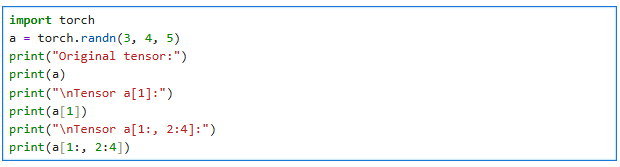 import torch
a = torch.randn(3, 4, 5)
print("Original tensor:")
print(a)
print("\nTensor a[1]:")
print(a[1])
print("\nTensor a[1:, 2:4]:")
print(a[1:, 2:4])